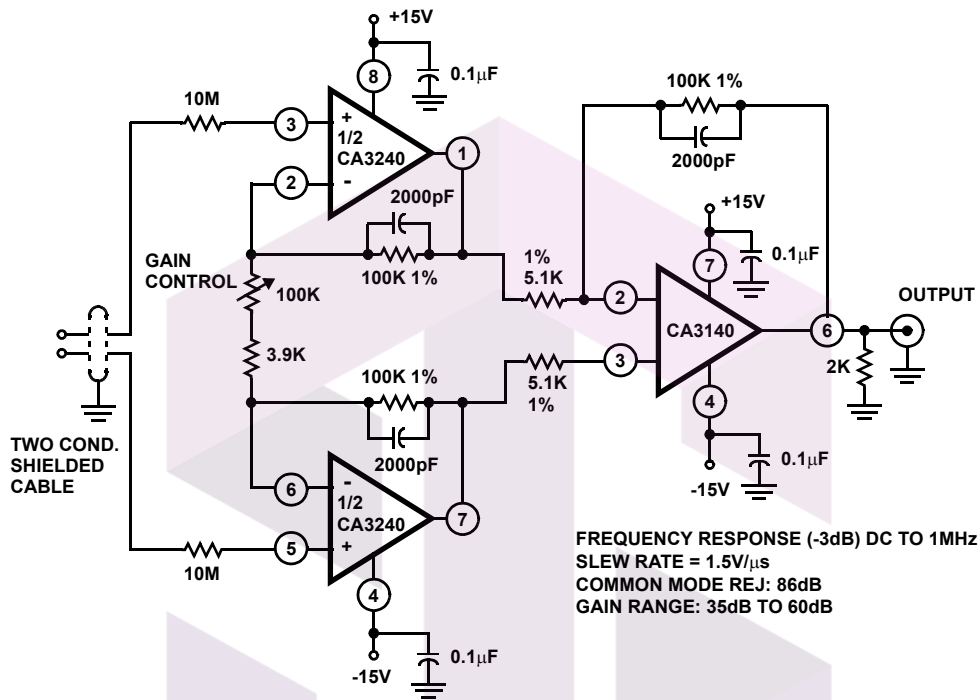 +15V
8
0.1μF
10M
3
+
1/2
CA3240
1
2
-
2000pF
100K 1%
GAIN
CONTROL
100K
3.9K
100K 1%
2000pF
TWO COND.
SHIELDED
CABLE
6
-
1/2
CA3240
7
5
+
10M
4
-15V
0.1μF
100K 1%
2000pF
+15V
7
0.1μF
1%
5.1K
2
CA3140
3
5.1K
1%
6
OUTPUT
2K
4
-15V
0.1μF
FREQUENCY RESPONSE (-3dB) DC TO 1MHz
SLEW RATE = 1.5V/μs
COMMON MODE REJ: 86dB
GAIN RANGE: 35dB TO 60dB